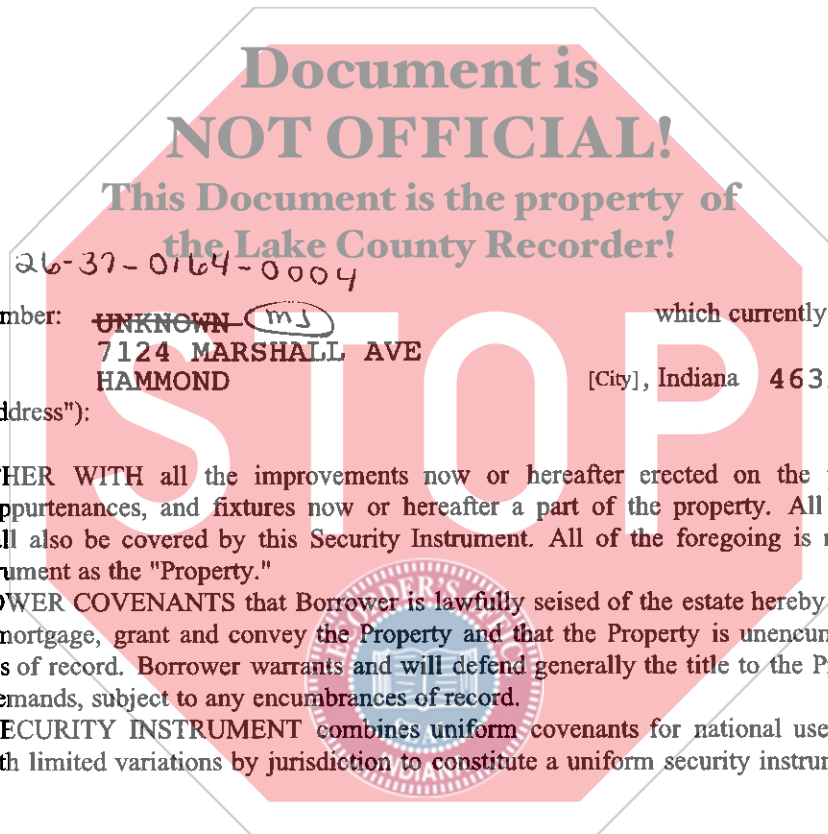 Document is
NOT OFFICIAL!
This Document is the property of
the Lake County Recorder!
26-37-0164-0004
mber: UNKNOWN MJ which currently
7124 MARSHALL AVE
HAMMOND [City], Indiana 463
ddress"):
STOP
HER WITH all the improvements now or hereafter erected on the
ppurtenances, and fixtures now or hereafter a part of the property. All
ll also be covered by this Security Instrument. All of the foregoing is
rument as the "Property."
OWER COVENANTS that Borrower is lawfully seised of the estate hereby
mortgage, grant and convey the Property and that the Property is unencun
s of record. Borrower warrants and will defend generally the title to the P
emands, subject to any encumbrances of record.
ECURITY INSTRUMENT combines uniform covenants for national use
th limited variations by jurisdiction to constitute a uniform security instru